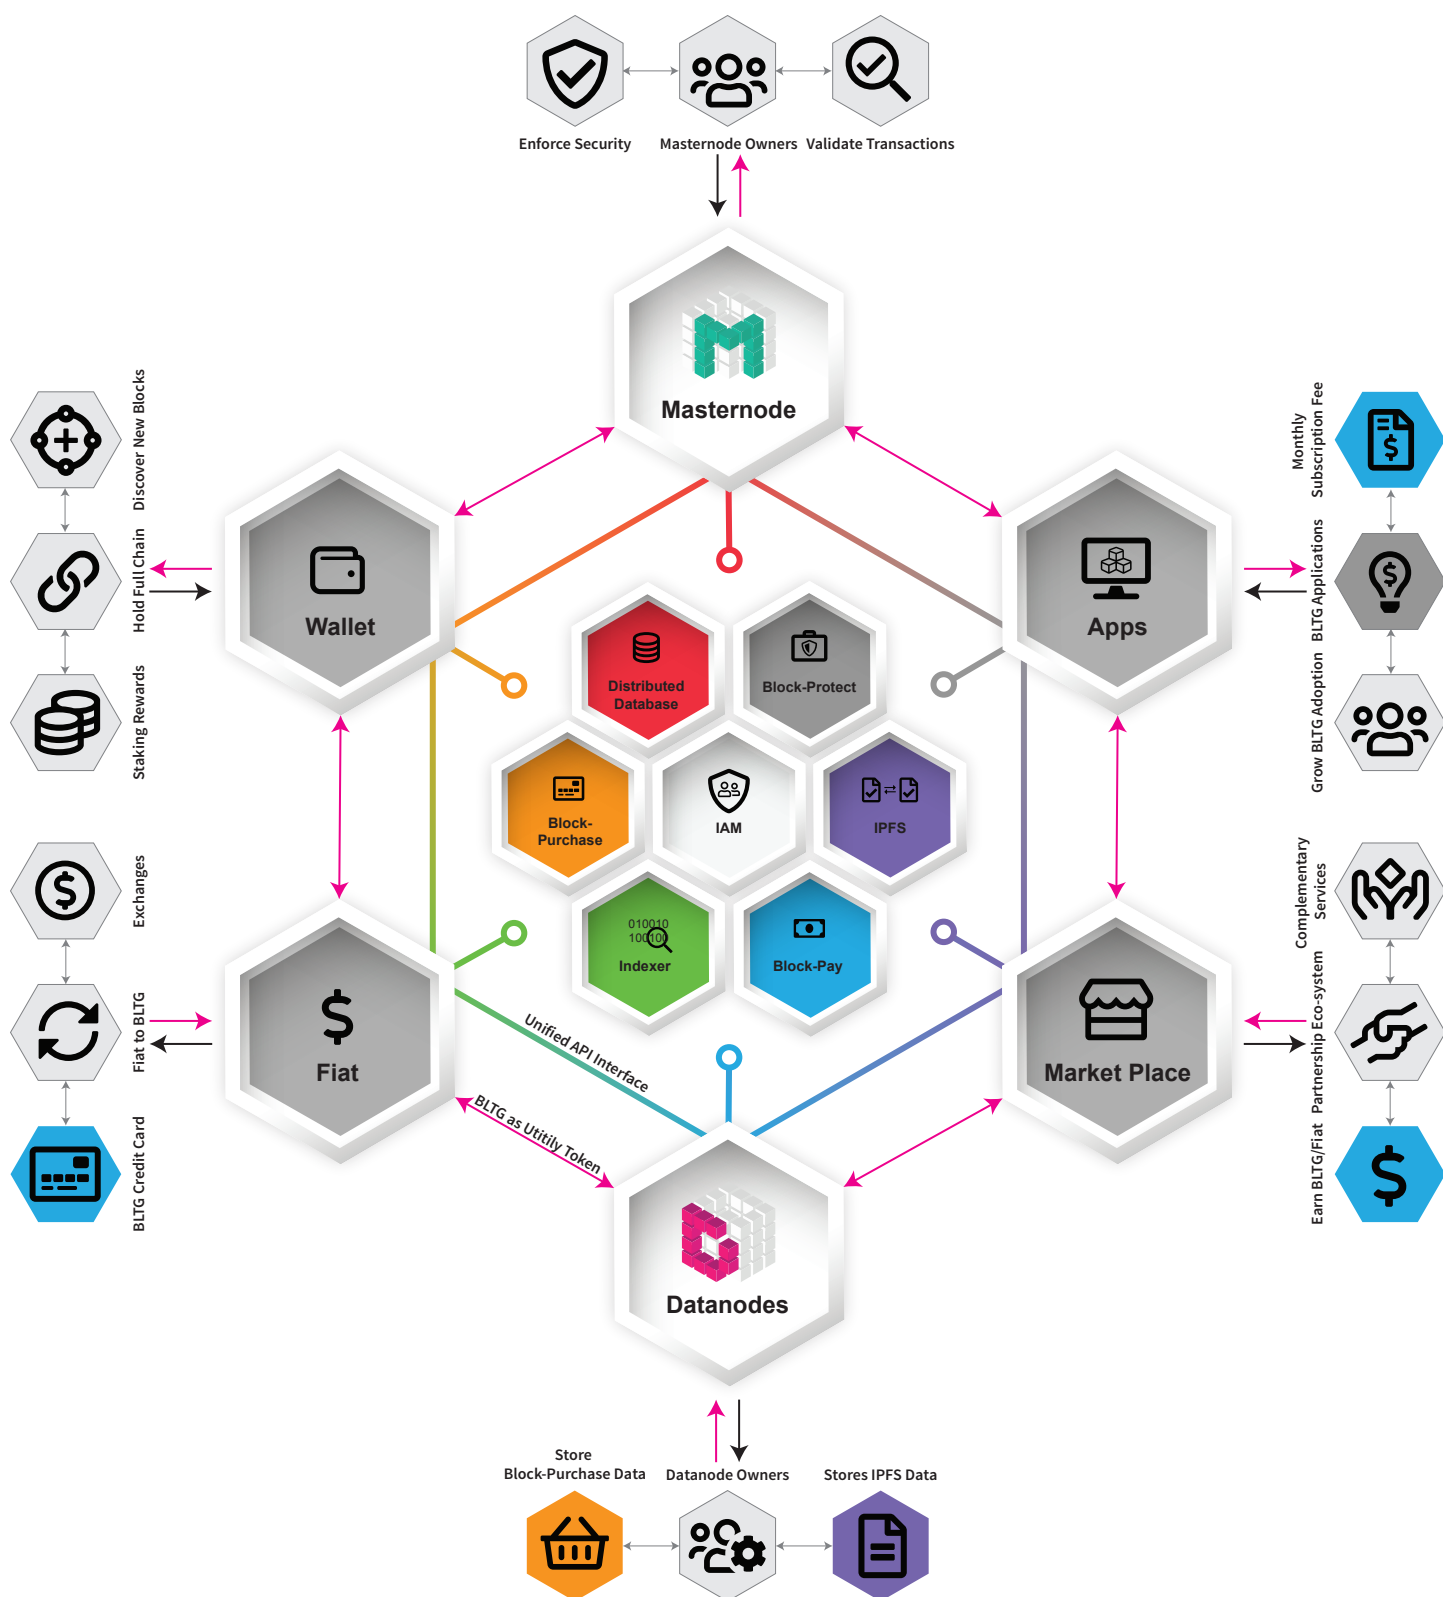 Enforce Security
Masternode Owners
Validate Transactions
Masternode
Discover New Blocks
Hold Full Chain
Staking Rewards
Wallet
Apps
Monthly
Subscription Fee
BLTG Applications
Grow BLTG Adoption
Distributed
Database
Block-Protect
Block-
Purchase
IAM
IPFS
010010
100100
Indexer
Block-Pay
Exchanges
Fiat to BLTG
BLTG Credit Card
Fiat
Unified API Interface
BLTG as Utitily Token
Market Place
Complementary
Services
Partnership Eco-system
Earn BLTG/Fiat
Datanodes
Store
Block-Purchase Data
Datanode Owners
Stores IPFS Data